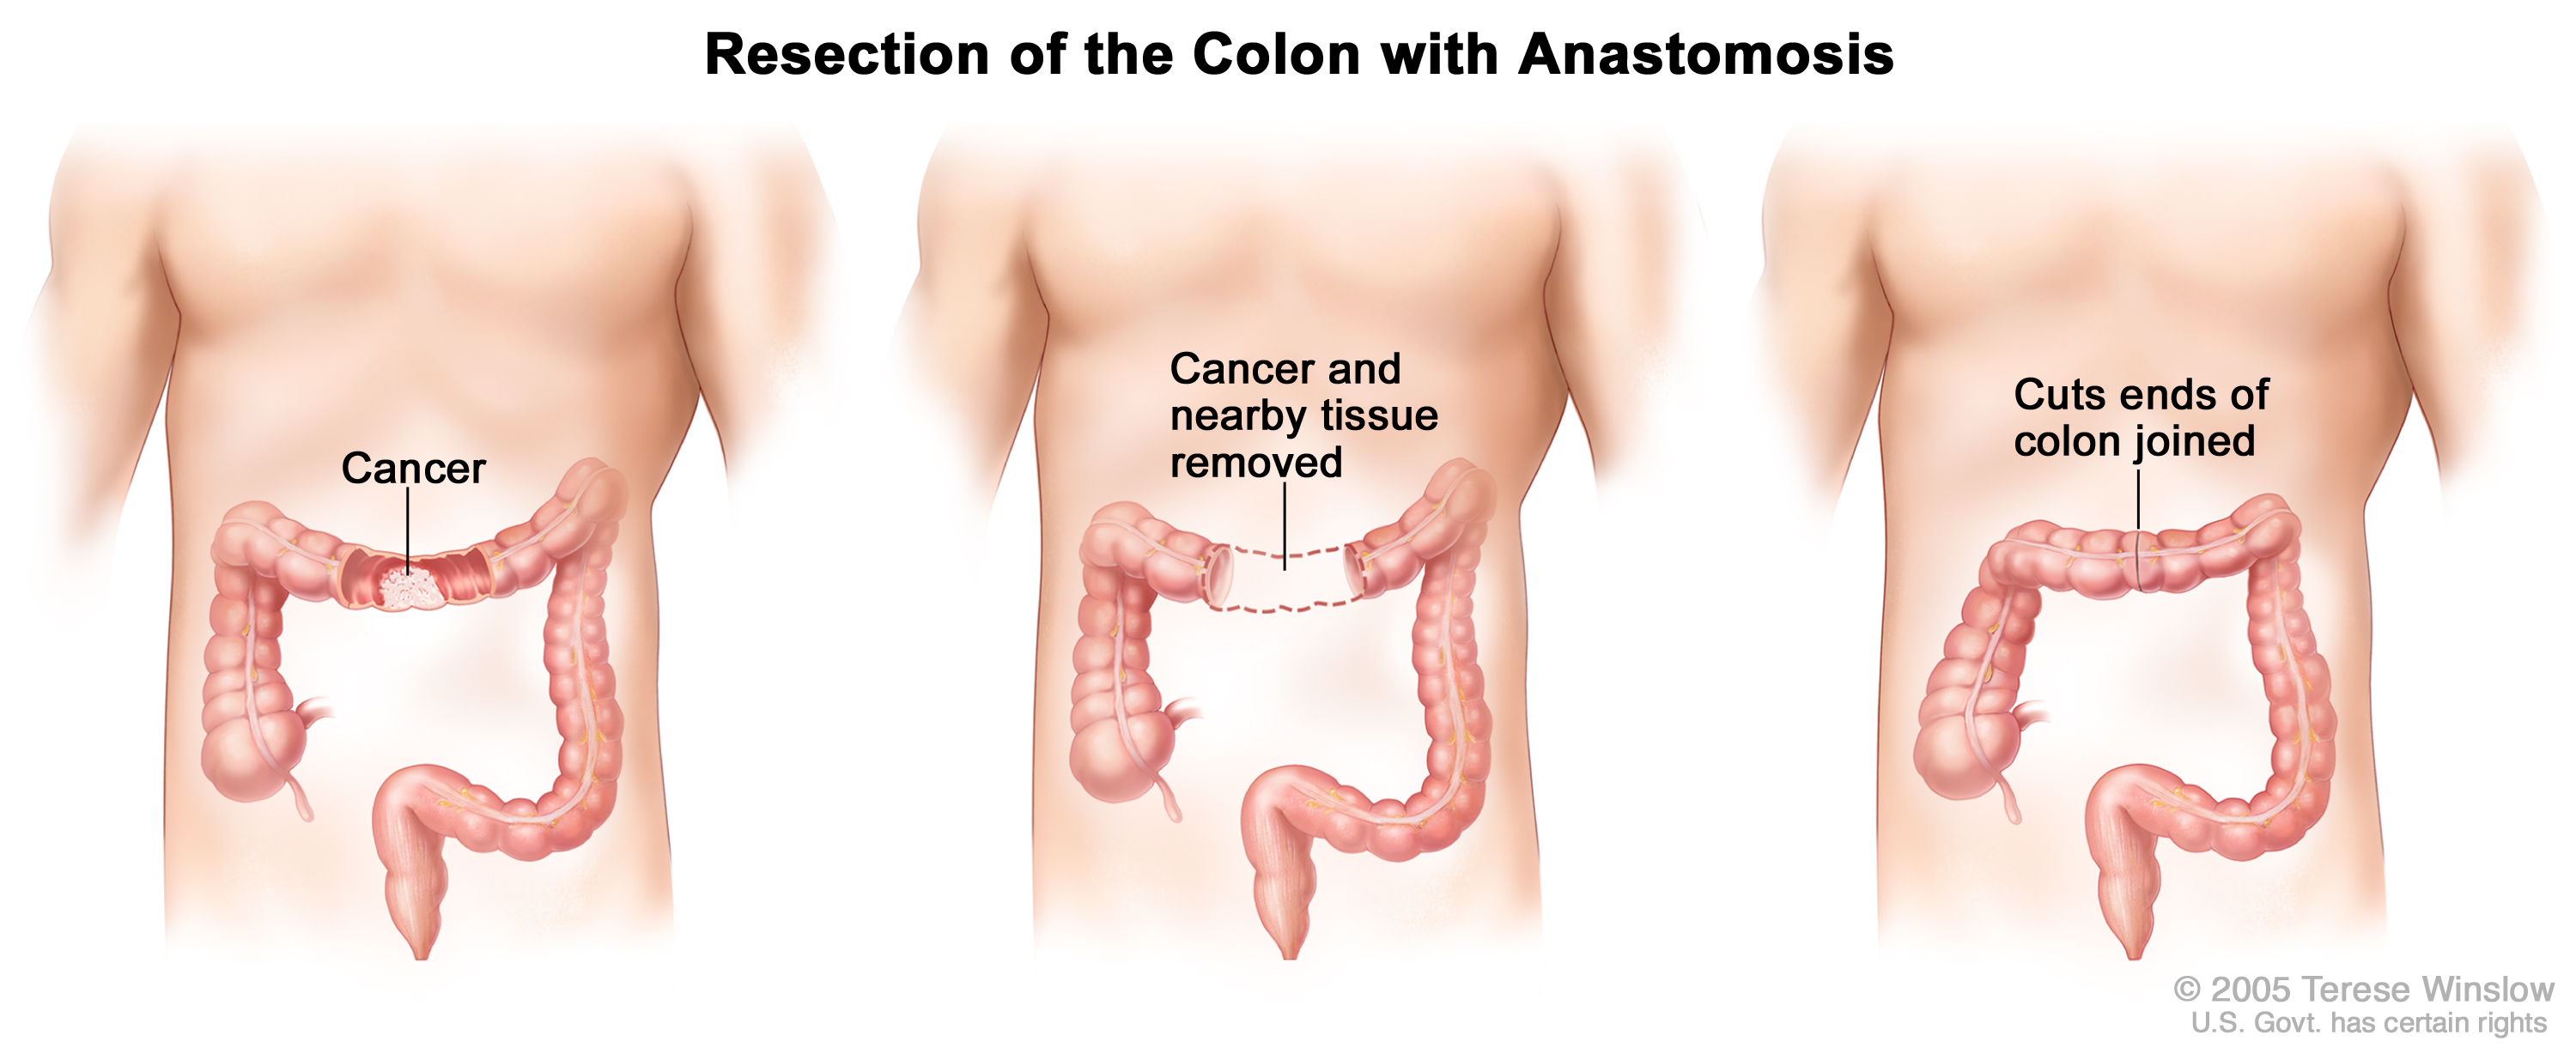 Resection of the Colon with Anastomosis
Cancer
Cancer and
nearby tissue
removed
Cuts ends of
colon joined
© 2005 Terese Winslow
U.S. Govt. has certain rights